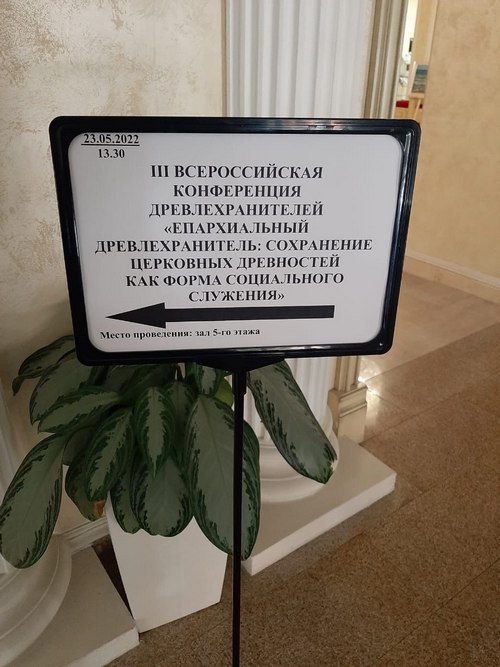 23.05.2022
13.30
III ВСЕРОССИЙСКАЯ
КОНФЕРЕНЦИЯ
ДРЕВЛЕХРАНИТЕЛЕЙ
«ЕПАРХИАЛЬНЫЙ
ДРЕВЛЕХРАНИТЕЛЬ: СОХРАНЕНИЕ
ЦЕРКОВНЫХ ДРЕВНОСТЕЙ
КАК ФОРМА СОЦИАЛЬНОГО
СЛУЖЕНИЯ»
Место проведения: зал 5-го этажа